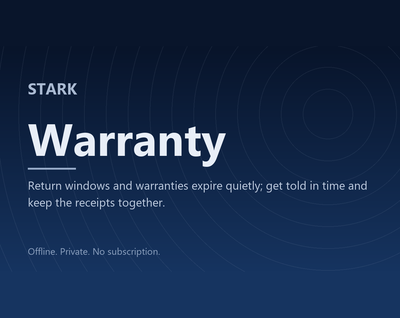 STARK
Warranty
Return windows and warranties expire quietly; get told in time and
keep the receipts together.
Offline. Private. No subscription.